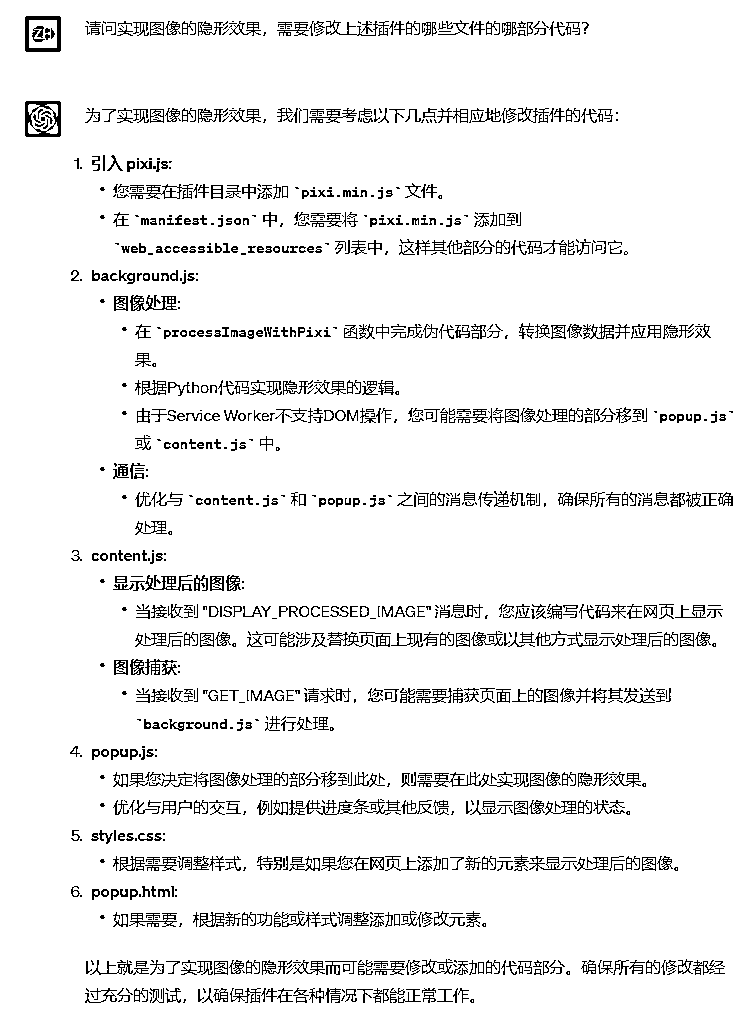 请问实现图像的隐形效果，需要修改上述插件的哪些文件的哪部分代码？
为了实现图像的隐形效果，我们需要考虑以下几点并相应地修改插件的代码：
1. 引入 pixi.js:
• 您需要在插件目录中添加 `pixi.min.js` 文件。
• 在 `manifest.json` 中，您需要将 `pixi.min.js` 添加到
`web_accessible_resources` 列表中，这样其他部分的代码才能访问它。
2. background.js:
• 图像处理:
• 在 `processImageWithPixi` 函数中完成伪代码部分，转换图像数据并应用隐形效
果。
• 根据Python代码实现隐形效果的逻辑。
• 由于Service Worker不支持DOM操作，您可能需要将图像处理的部分移到 `popup.js`
或 `content.js` 中。
• 通信:
• 优化与 `content.js` 和 `popup.js` 之间的消息传递机制，确保所有的消息都被正确
处理。
3. content.js:
• 显示处理后的图像:
• 当接收到 "DISPLAY_PROCESSED_IMAGE" 消息时，您应该编写代码来在网页上显示
处理后的图像。这可能涉及替换页面上现有的图像或以其他方式显示处理后的图像。
• 图像捕获:
• 当接收到 "GET_IMAGE" 请求时，您可能需要捕获页面上的图像并将其发送到
`background.js` 进行处理。
4. popup.js:
• 如果您决定将图像处理的部分移到此处，则需要在此处实现图像的隐形效果。
• 优化与用户的交互，例如提供进度条或其他反馈，以显示图像处理的状态。
5. styles.css:
• 根据需要调整样式，特别是如果您在网页上添加了新的元素来显示处理后的图像。
6. popup.html:
• 如果需要，根据新的功能或样式调整添加或修改元素。
以上就是为了实现图像的隐形效果而可能需要修改或添加的代码部分。确保所有的修改都经
过充分的测试，以确保插件在各种情况下都能正常工作。